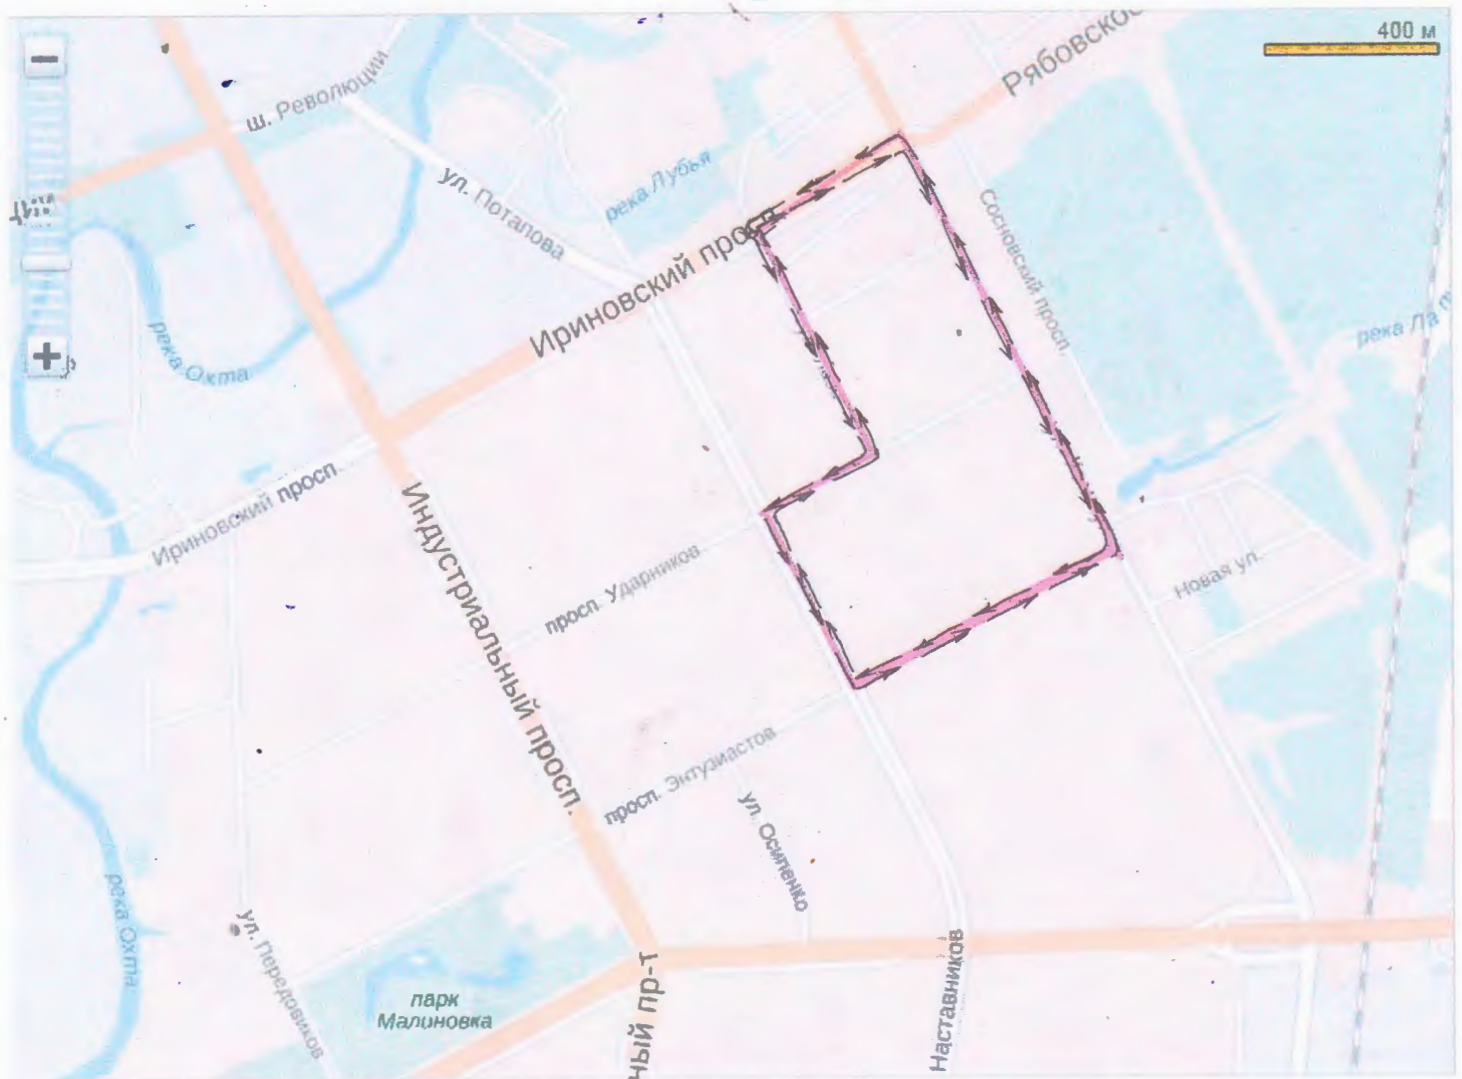 400 м
Рябовско
ш. Революции
ул. Потапова
река Лубья
Ириновский просп
Сосновский просп.
река Ла
река Охта
Ириновский просп.
Индустриальный просп.
просп. Ударников
Новая ул.
просп. Энтузиастов
ул. Осипенко
река Охта
ул. Передовиков
парк
Малиновка
ный пр-т
Наставников